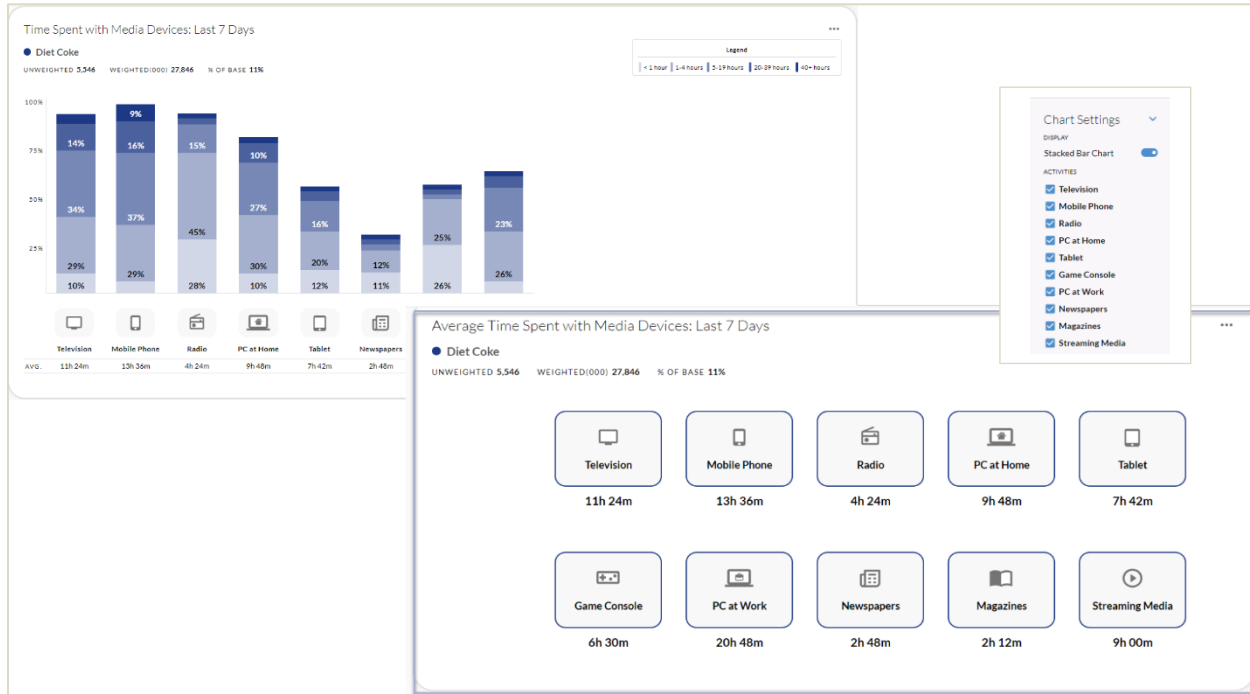 Time Spent with Media Devices: Last 7 Days
Diet Coke
UNWEIGHTED 5,546 WEIGHTED(000) 27,846 % OF BASE 11%
Legend
< 1 hour 1-4 hours 5-19 hours 20-39 hours 40+ hours
100%
75%
50%
25%
14%
34%
29%
10%
9%
16%
37%
29%
15%
45%
28%
10%
27%
30%
10%
16%
20%
12%
12%
11%
25%
26%
23%
26%
Television Mobile Phone Radio PC at Home Tablet Newspapers
AVG. 11h 24m 13h 36m 4h 24m 9h 48m 7h 42m 2h 48m
Chart Settings
DISPLAY
Stacked Bar Chart
ACTIVITIES
Television
Mobile Phone
Radio
PC at Home
Tablet
Game Console
PC at Work
Newspapers
Magazines
Streaming Media
Average Time Spent with Media Devices: Last 7 Days
Diet Coke
UNWEIGHTED 5,546 WEIGHTED(000) 27,846 % OF BASE 11%
Television Mobile Phone Radio PC at Home Tablet
11h 24m 13h 36m 4h 24m 9h 48m 7h 42m
Game Console PC at Work Newspapers Magazines Streaming Media
6h 30m 20h 48m 2h 48m 2h 12m 9h 00m